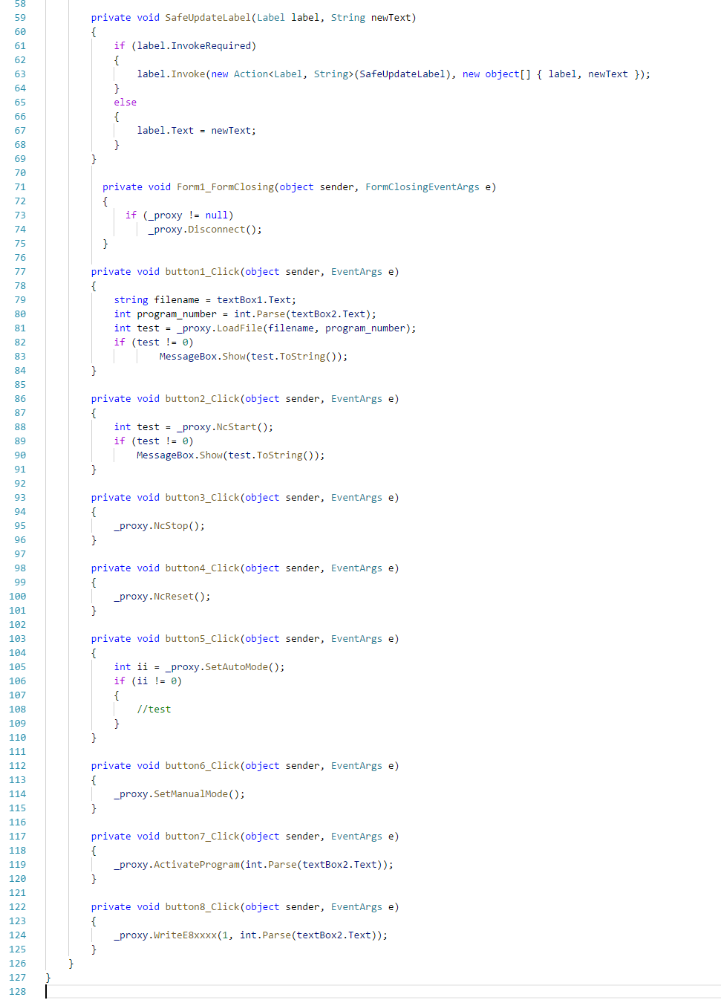 58
59 private void SafeUpdateLabel(Label label, String newText)
60 {
61 if (label.InvokeRequired)
62 {
63 label.Invoke(new Action<Label, String>(SafeUpdateLabel), new object[] { label, newText });
64 }
65 else
66 {
67 label.Text = newText;
68 }
69 }
70
71 private void Form1_FormClosing(object sender, FormClosingEventArgs e)
72 {
73 if (_proxy != null)
74 _proxy.Disconnect();
75 }
76
77 private void button1_Click(object sender, EventArgs e)
78 {
79 string filename = textBox1.Text;
80 int program_number = int.Parse(textBox2.Text);
81 int test = _proxy.LoadFile(filename, program_number);
82 if (test != 0)
83 MessageBox.Show(test.ToString());
84 }
85
86 private void button2_Click(object sender, EventArgs e)
87 {
88 int test = _proxy.NcStart();
89 if (test != 0)
90 MessageBox.Show(test.ToString());
91 }
92
93 private void button3_Click(object sender, EventArgs e)
94 {
95 _proxy.NcStop();
96 }
97
98 private void button4_Click(object sender, EventArgs e)
99 {
100 _proxy.NcReset();
101 }
102
103 private void button5_Click(object sender, EventArgs e)
104 {
105 int ii = _proxy.SetAutoMode();
106 if (ii != 0)
107 {
108 //test
109 }
110 }
111
112 private void button6_Click(object sender, EventArgs e)
113 {
114 _proxy.SetManualMode();
115 }
116
117 private void button7_Click(object sender, EventArgs e)
118 {
119 _proxy.ActivateProgram(int.Parse(textBox2.Text));
120 }
121
122 private void button8_Click(object sender, EventArgs e)
123 {
124 _proxy.WriteE8xxxx(1, int.Parse(textBox2.Text));
125 }
126 }
127 }
128